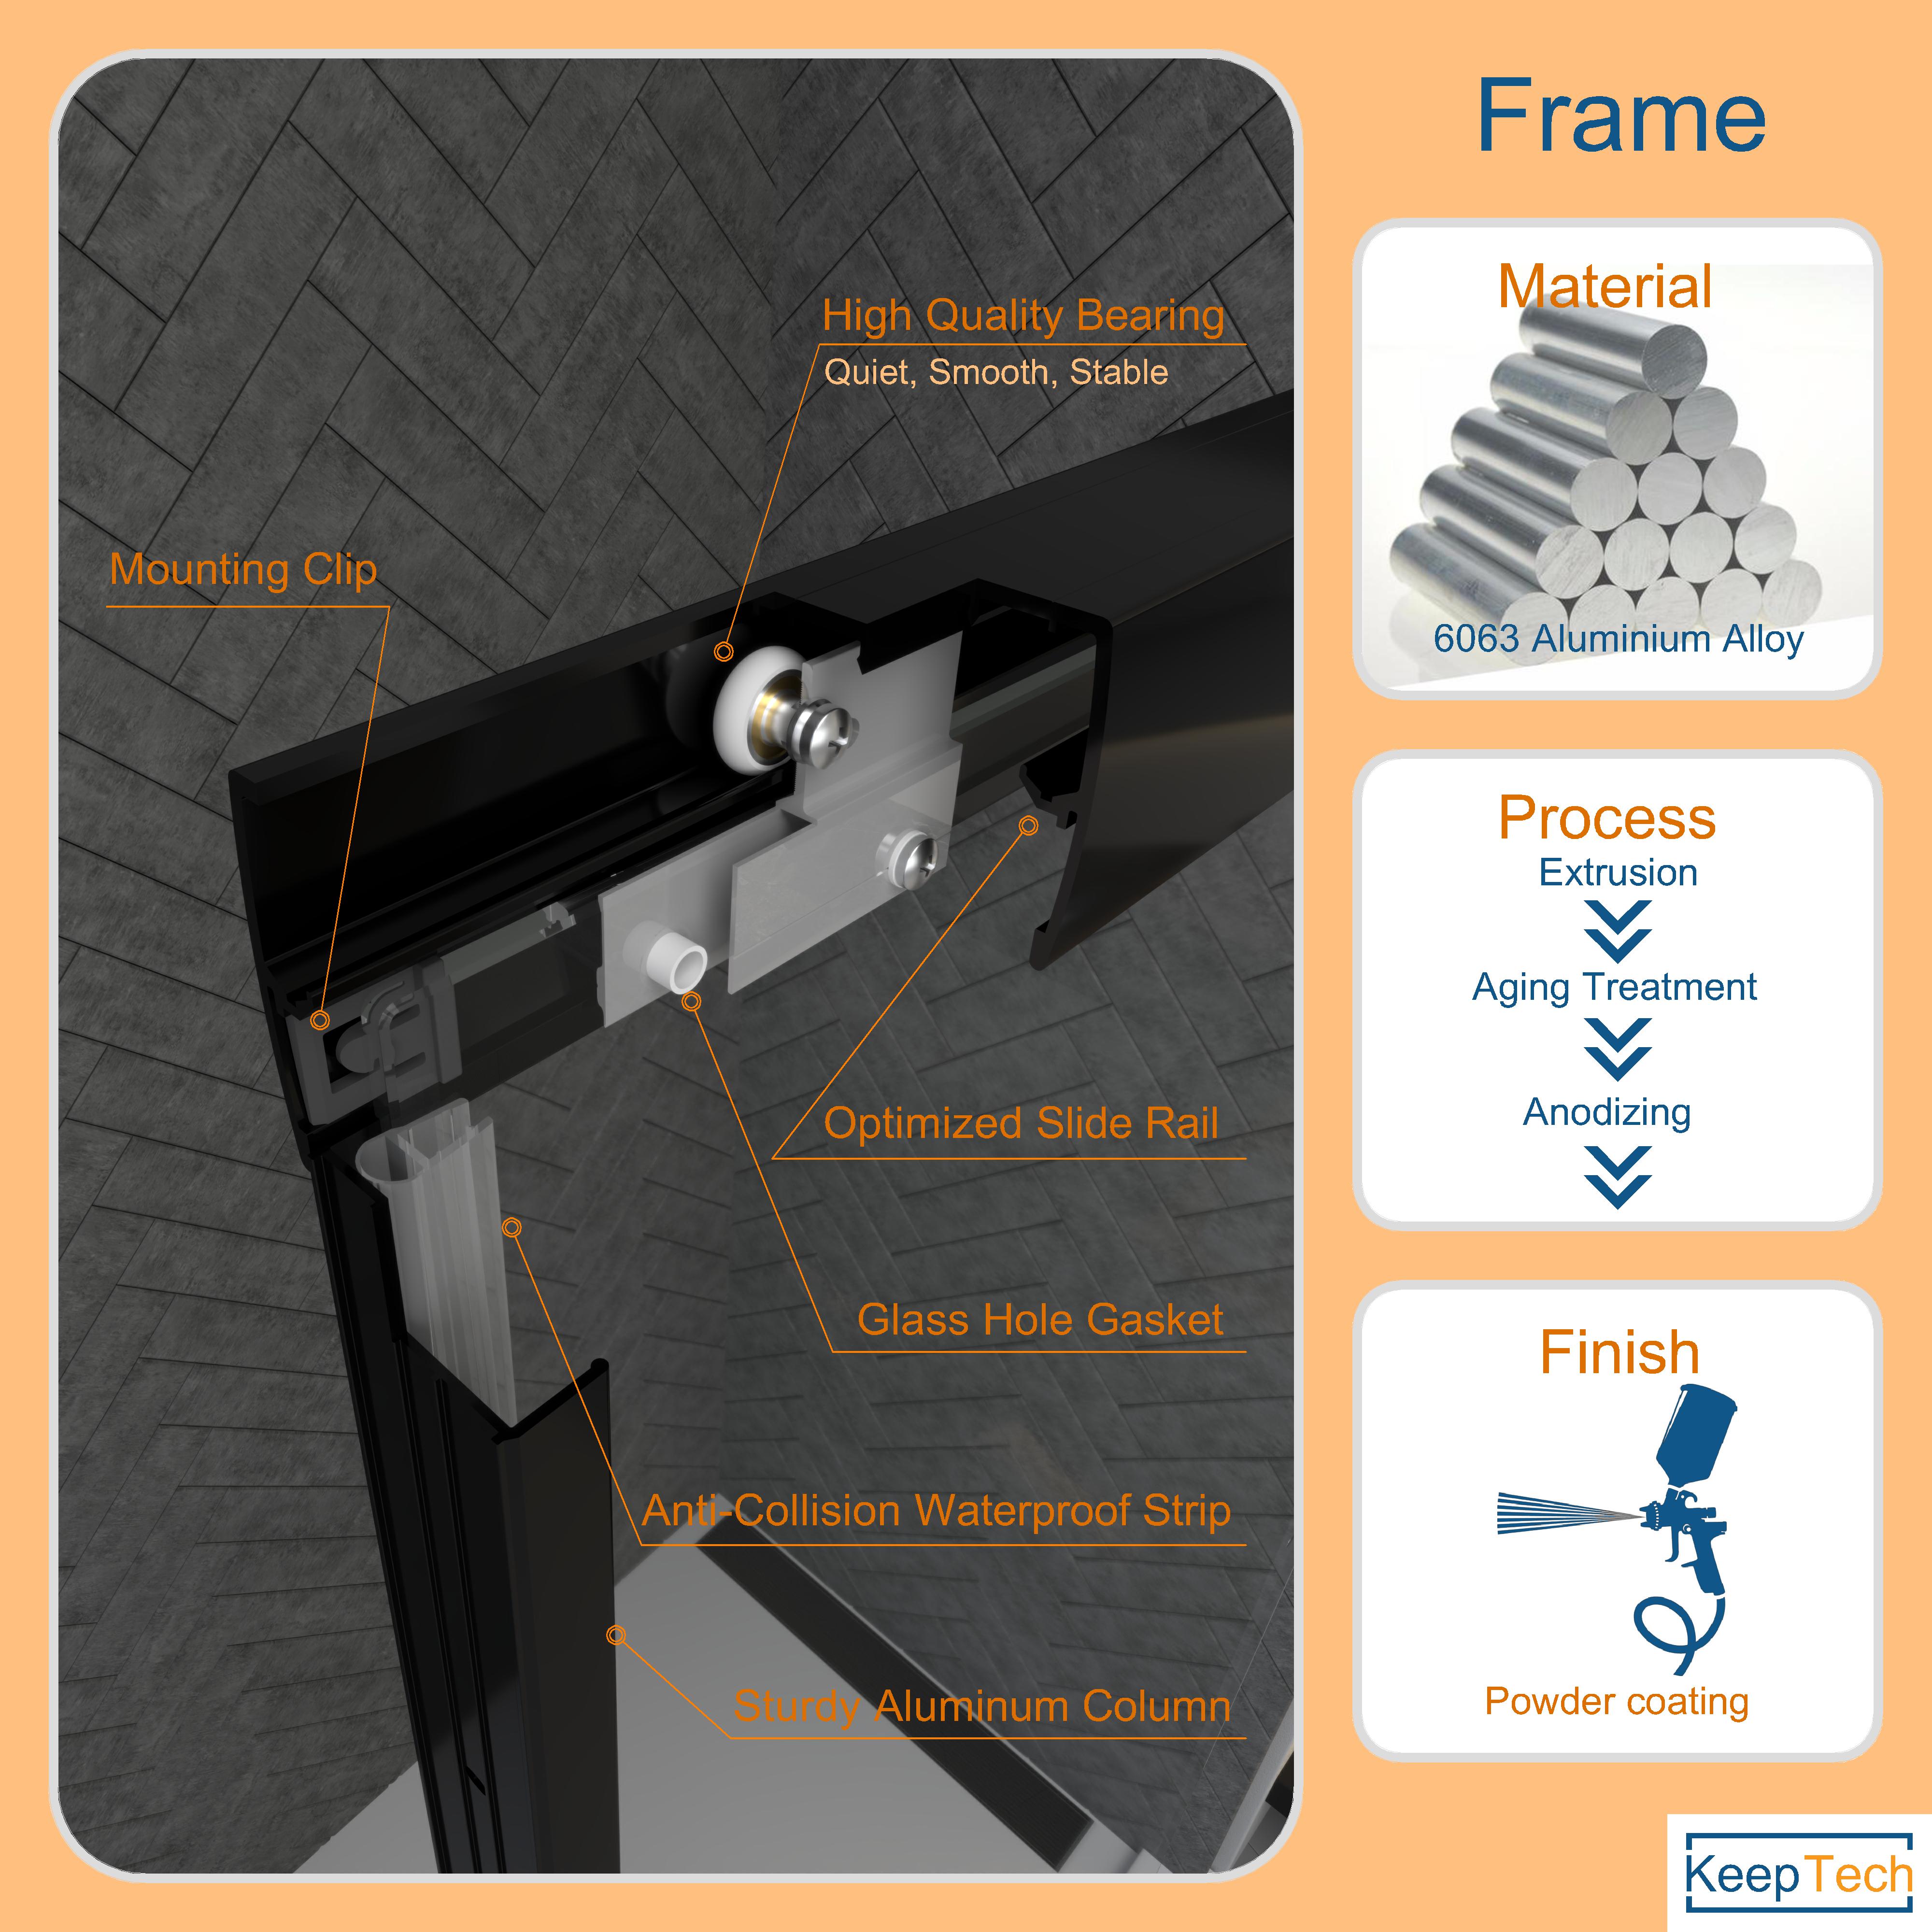 Frame
High Quality Bearing
Quiet, Smooth, Stable
Mounting Clip
Optimized Slide Rail
Glass Hole Gasket
Anti-Collision Waterproof Strip
Sturdy Aluminum Column
Material
6063 Aluminium Alloy
Process
Extrusion
Aging Treatment
Anodizing
Finish
Powder coating
KeepTech